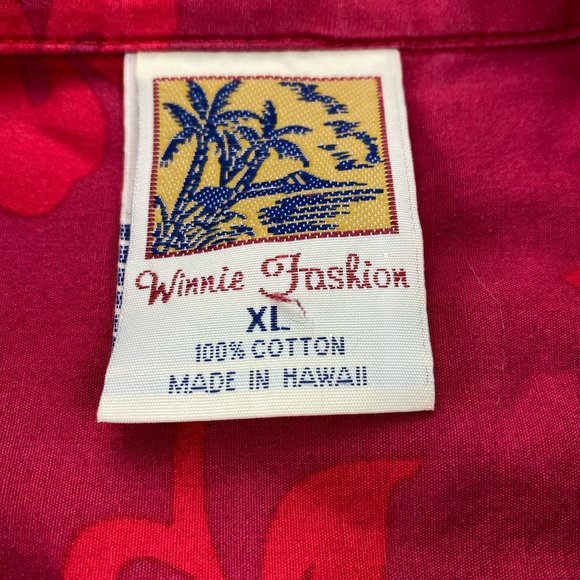 Winnie Fashion
XL
100% COTTON
MADE IN HAWAII